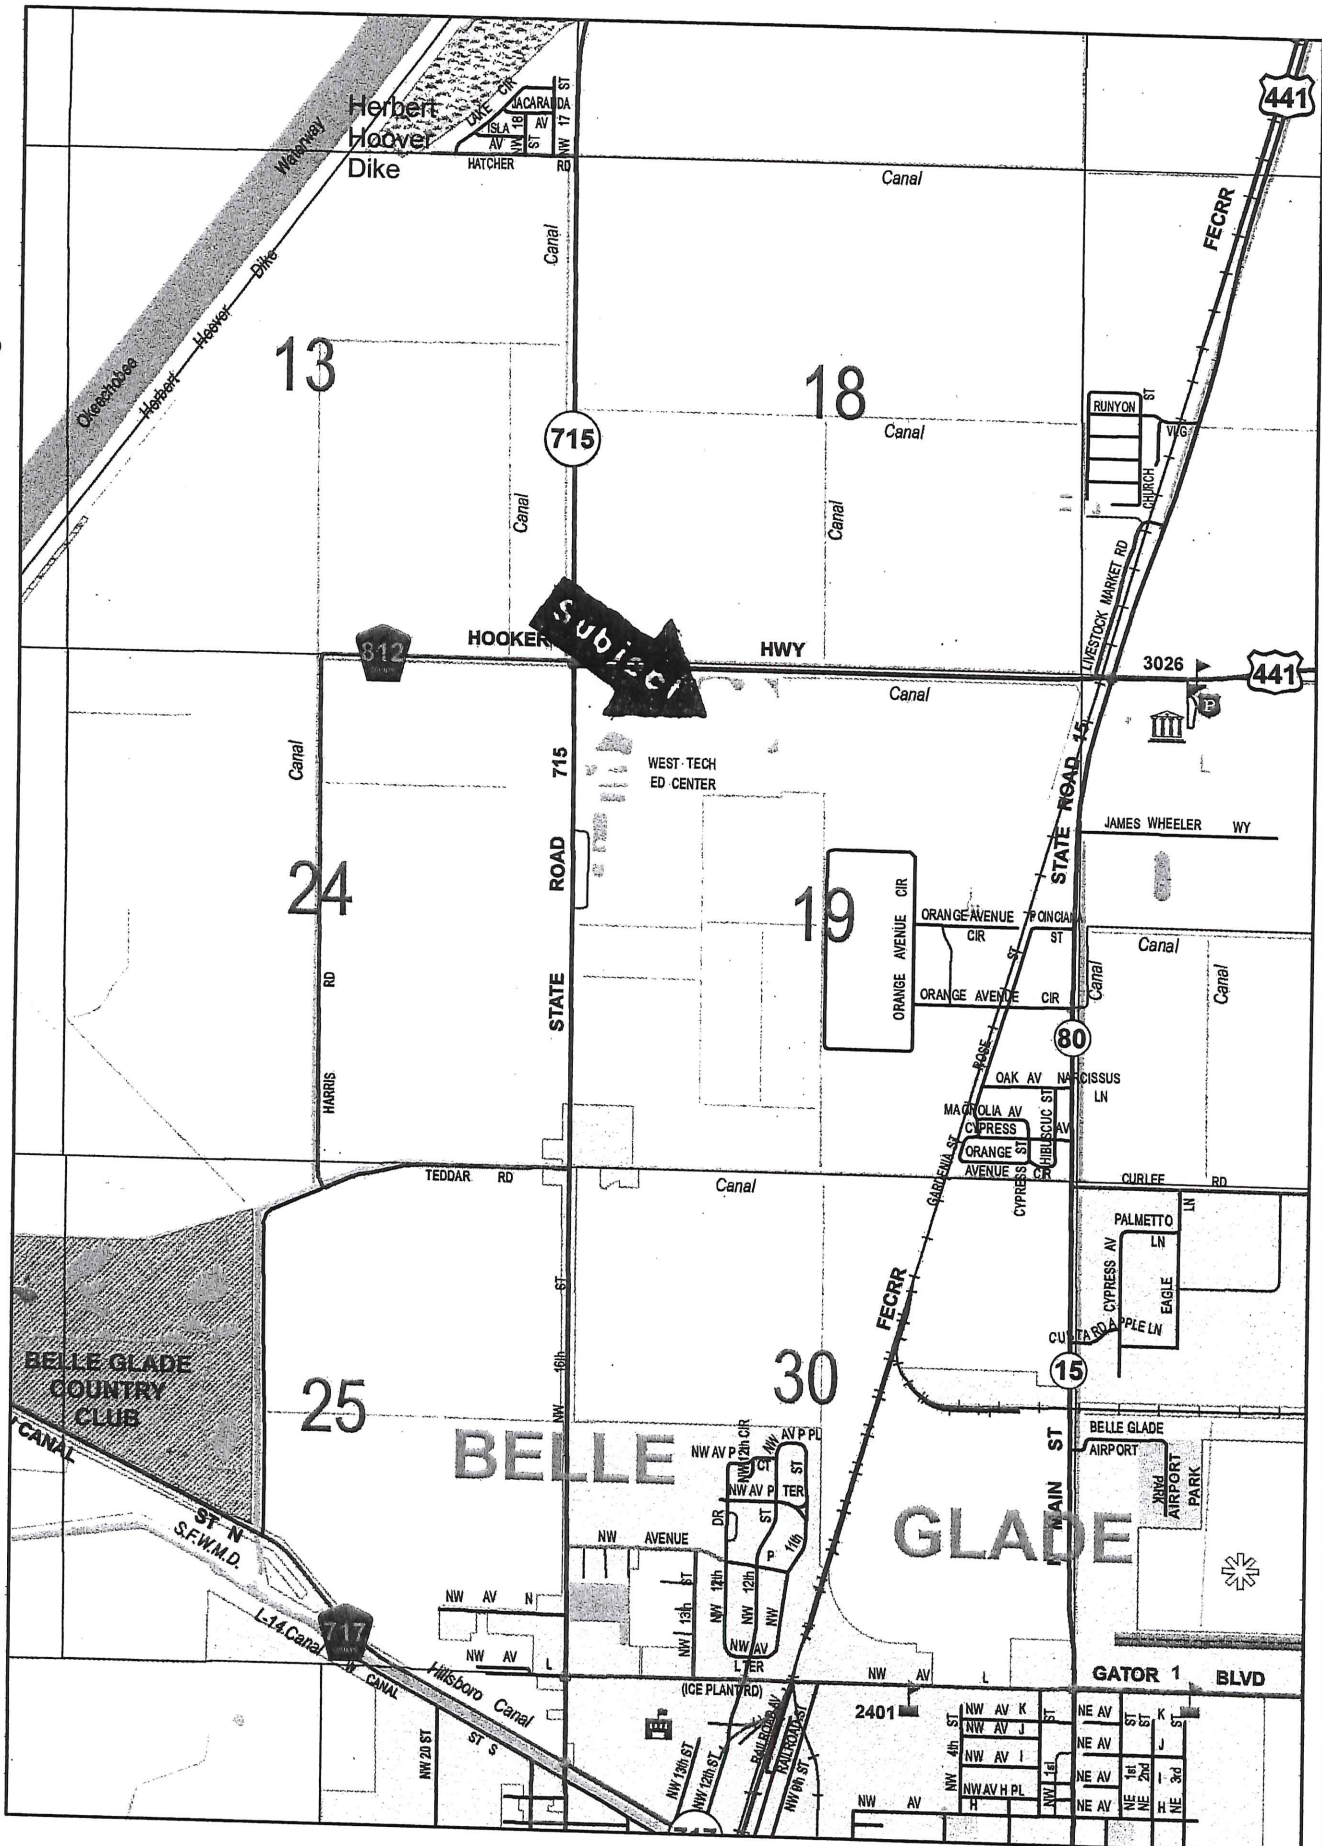 441
Herbert
Hoover
Dike
LAKE CIR
JACARANDA
ISLA
AV
NW 18
ST
AV
NW 17
ST
HATCHER
RD
Waterway
Canal
FECRR
Canal
Dike
Hoover
Herbert
Okeechobee
13
18
RUNYON
ST
VLG
CHURCH
715
Canal
Canal
Canal
LIVESTOCK MARKET RD
Subject
812
HOOKER
HWY
3026
441
Canal
P
Canal
715
WEST TECH
ED CENTER
STATE ROAD 15
JAMES WHEELER WY
ROAD
24
19
ORANGE AVENUE CIR
ORANGE AVENUE
CIR
POINCIANA
ST
Canal
Canal
Canal
RD
STATE
ORANGE AVENUE CIR
ST
ROSE
80
HARRIS
OAK AV
NARCISSUS
LN
MAGNOLIA AV
CYPRESS
AV
HIBISCUC ST
ORANGE
ST
AVENUE CIR
GARDENIA ST
CYPRESS
TEDDAR RD
Canal
CURLEE RD
LN
PALMETTO
LN
CYPRESS AV
EAGLE
FECRR
ST
CUSTARD APPLE LN
BELLE GLADE
COUNTRY
CLUB
16th
NW
25
30
15
CANAL
BELLE
NW AV P
NW 12th CIR
CT
NW
AV P PL
ST
NW AV P
TER
BELLE GLADE
AIRPORT
PARK
AIRPORT
PARK
ST
MAIN
N
GLADE
ST N
S.F.W.M.D.
NW AVENUE
DR
ST
P
11th
NW 12th
NW 12th
NW
NW 13th ST
NW AV N
L-14 Canal
717
NW AV L
NW AV
L TER
(ICE PLANT RD)
NW AV L
GATOR 1 BLVD
CANAL
Hillsboro Canal
ST S
NW 20 ST
2401
NW 13th ST
NW 12th ST
RAILROAD AV
RAILROAD ST
NW 9th ST
NW 4th ST
NW AV K
NW AV J
NW AV I
NW AV H PL
H
NW 1st
ST
NE AV
NE AV
NE AV
NE AV
K
J
I
H
NE 1st ST
NE 2nd ST
NE 3rd ST
NW AV